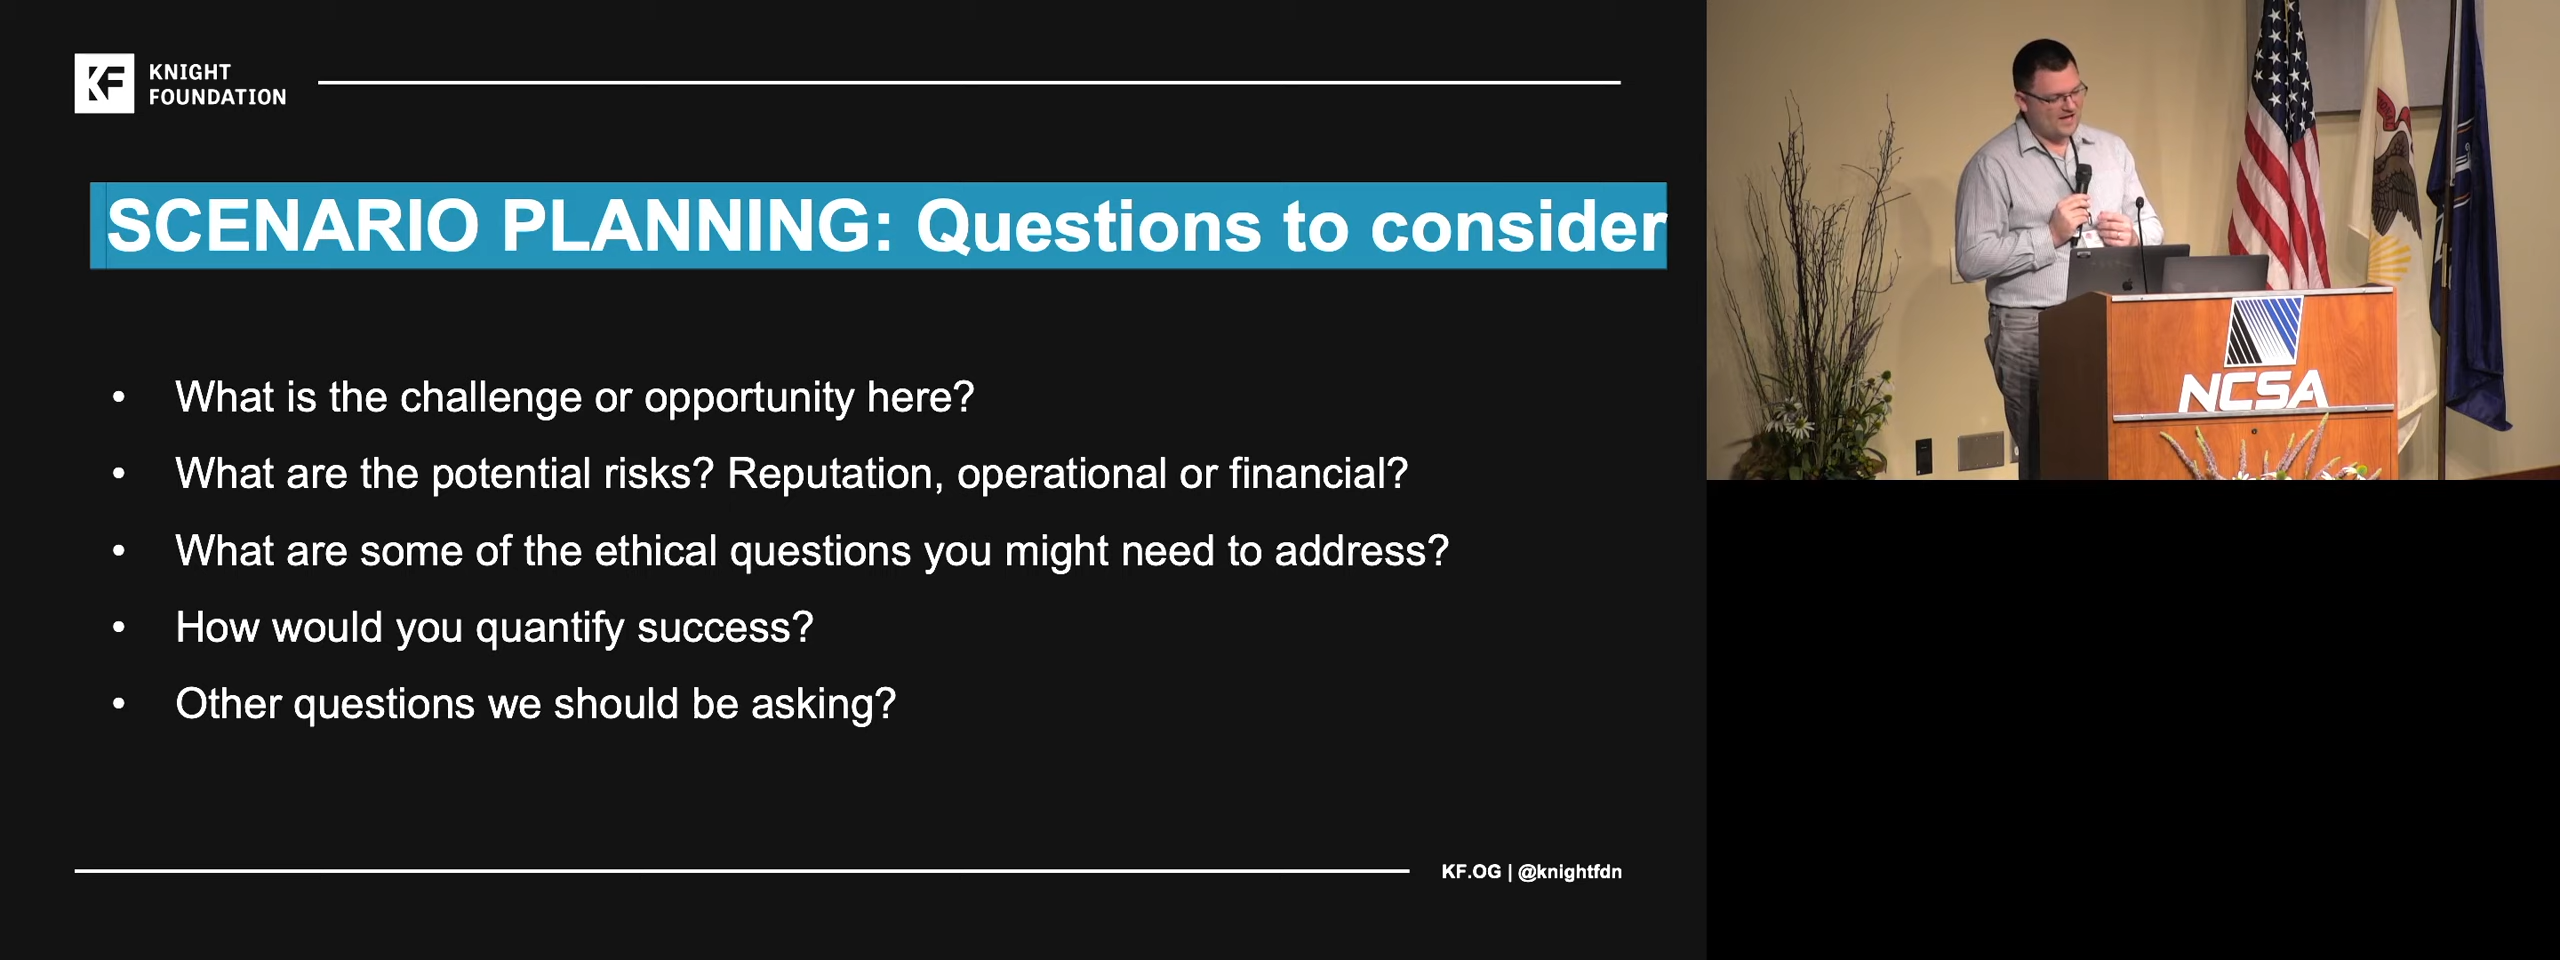 KF KNIGHT
FOUNDATION
SCENARIO PLANNING: Questions to consider
• What is the challenge or opportunity here?
• What are the potential risks? Reputation, operational or financial?
• What are some of the ethical questions you might need to address?
• How would you quantify success?
• Other questions we should be asking?
KF.OG | @knightfdn
NCSA